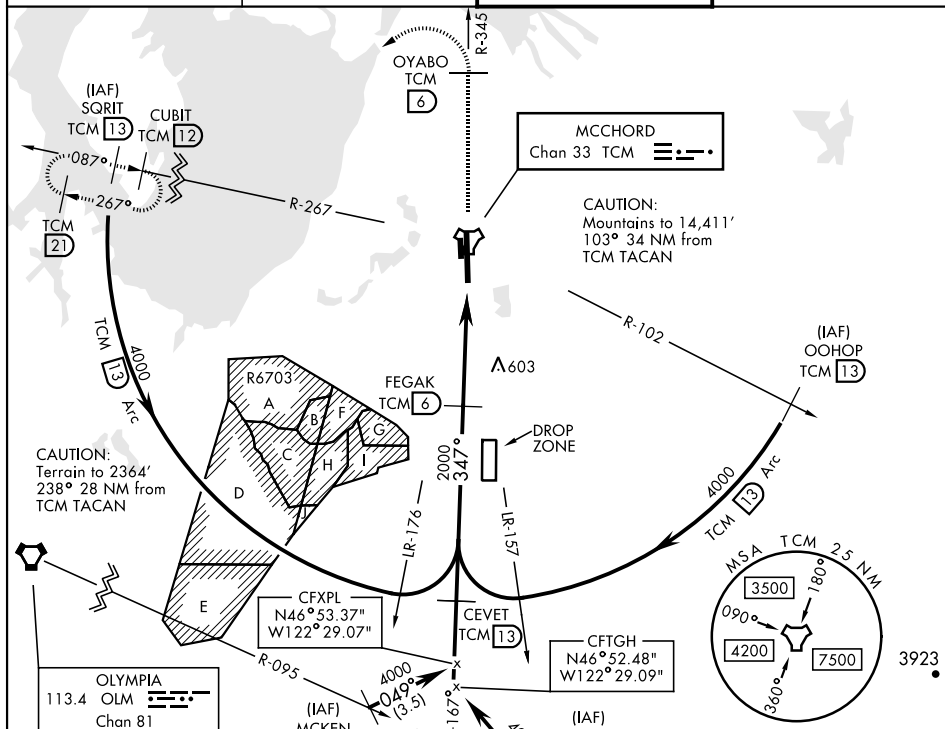 R-345
OYABO
TCM
6
(IAF)
SQRIT
TCM 13
CUBIT
TCM 12
087°
267°
TCM
21
R-267
MCCHORD
Chan 33 TCM
CAUTION:
Mountains to 14,411'
103° 34 NM from
TCM TACAN
R-102
(IAF)
OOHOP
TCM 13
TCM 13 Arc
4000
R6703
A
B
F
G
C
H
I
D
J
E
603
FEGAK
TCM 6
DROP
ZONE
2000
347°
4000
TCM 13 Arc
CAUTION:
Terrain to 2364'
238° 28 NM from
TCM TACAN
LR-176
LR-157
MSA TCM 25 NM
3500
180°
090°
4200
7500
360°
3923
CFXPL
N46°53.37"
W122°29.07"
CEVET
TCM 13
CFTGH
N46°52.48"
W122°29.09"
R-095
OLYMPIA
113.4 OLM
Chan 81
4000
049°
(3.5)
(IAF)
MCKEN
-167°
(IAF)